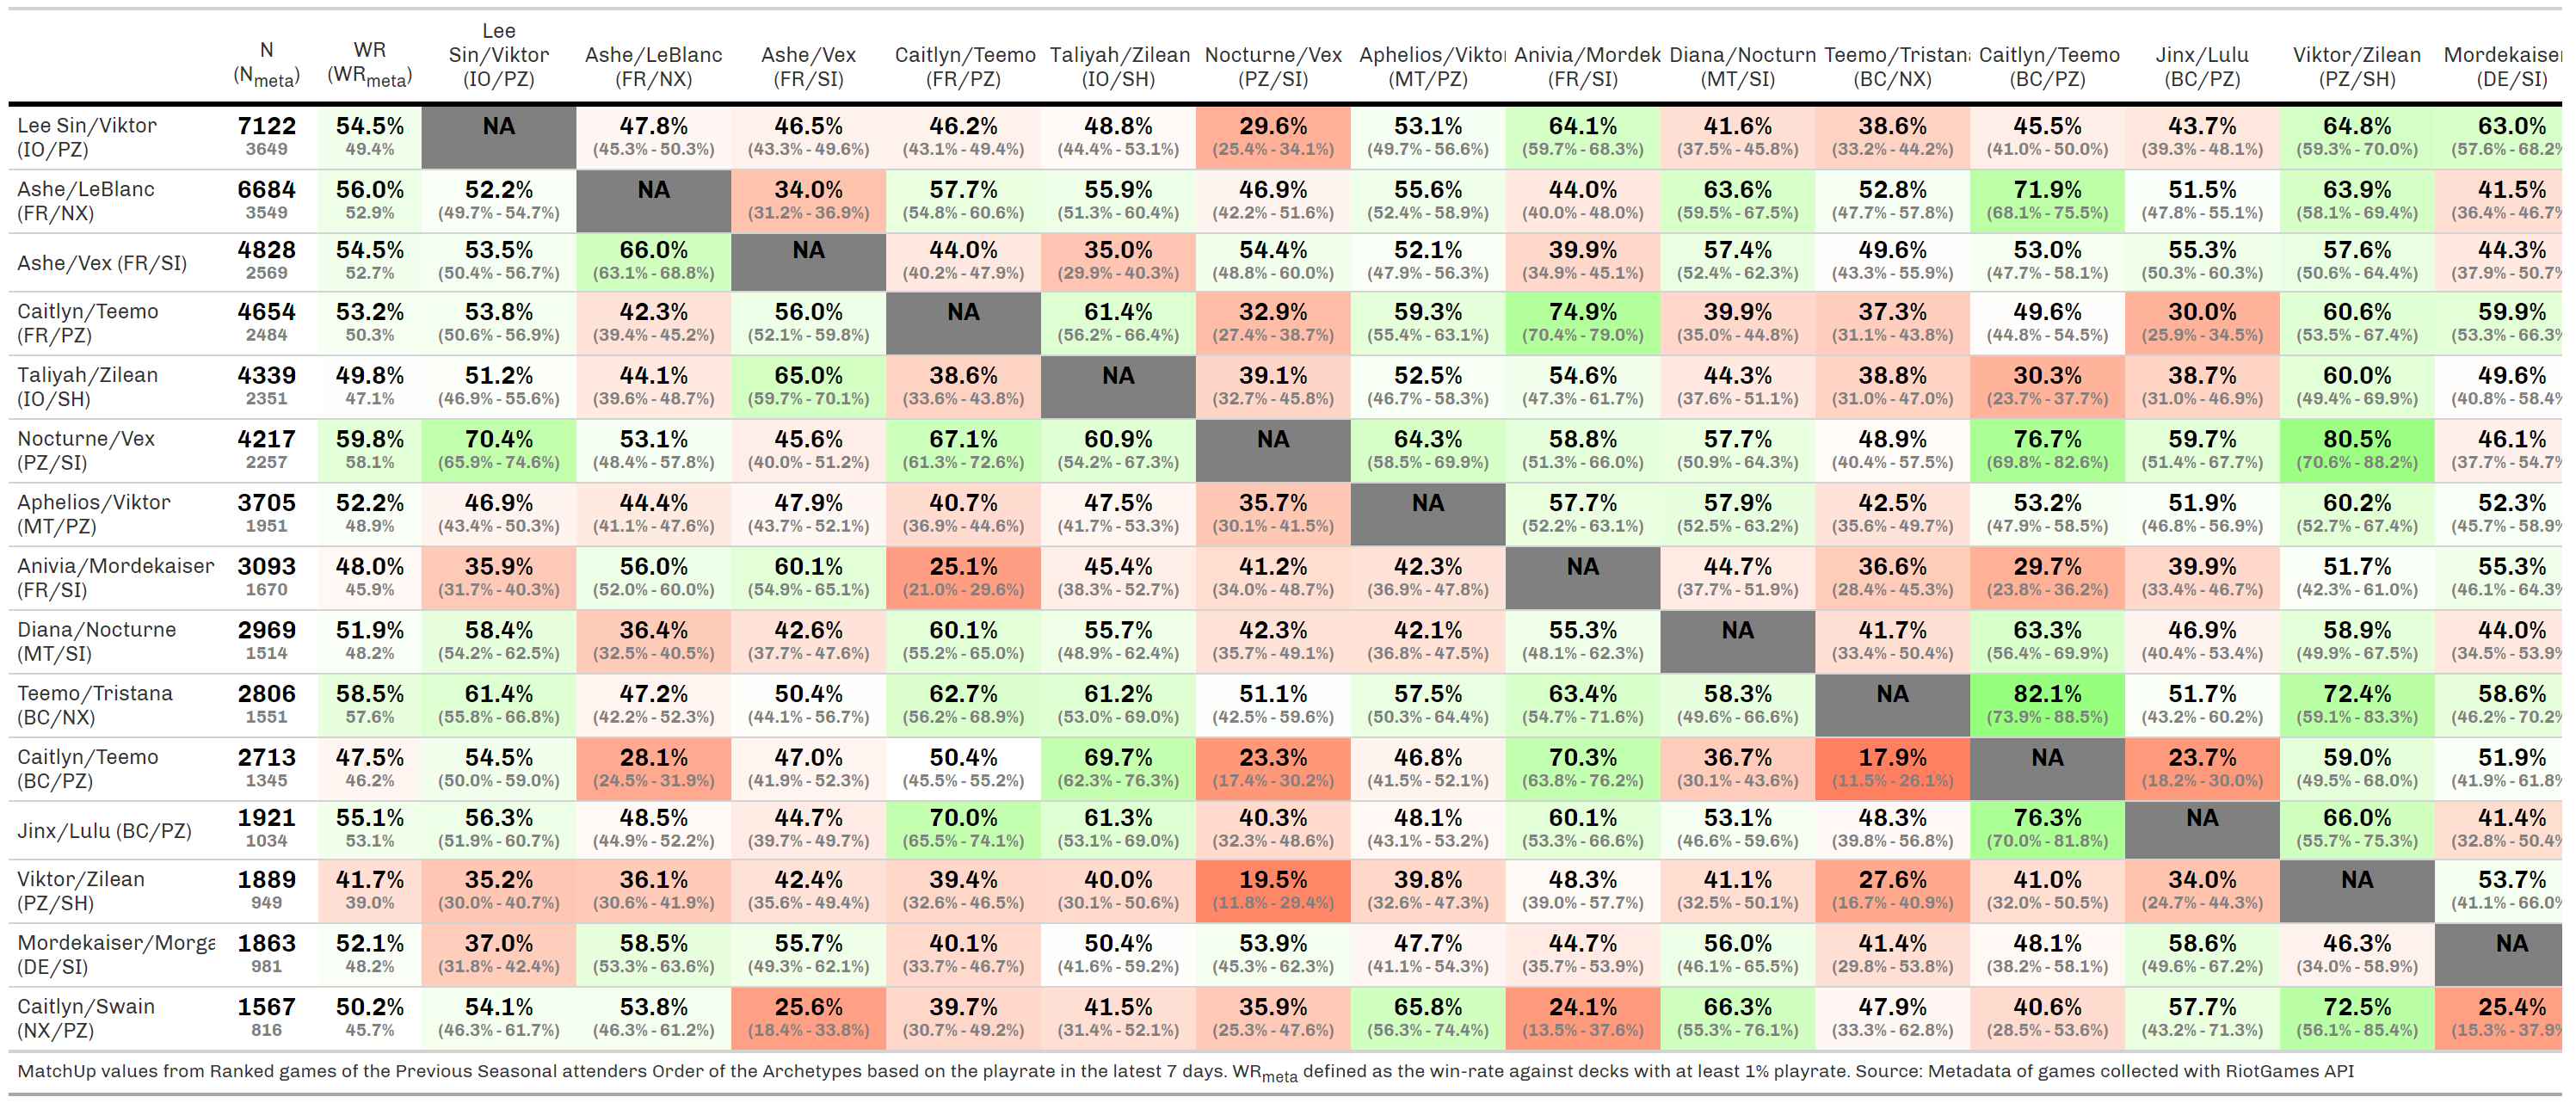 N (N_meta) WR (WR_meta) Lee Sin/Viktor (IO/PZ) Ashe/LeBlanc (FR/NX) Ashe/Vex (FR/SI) Caitlyn/Teemo (FR/PZ) Taliyah/Zilean (IO/SH) Nocturne/Vex (PZ/SI) Aphelios/Viktor (MT/PZ) Anivia/Mordek (FR/SI) Diana/Nocturn (MT/SI) Teemo/Tristana (BC/NX) Caitlyn/Teemo (BC/PZ) Jinx/Lulu (BC/PZ) Viktor/Zilean (PZ/SH) Mordekaiser (DE/SI)
Lee Sin/Viktor 7122 54.5% NA 47.8% 46.5% 46.2% 48.8% 29.6% 53.1% 64.1% 41.6% 38.6% 45.5% 43.7% 64.8% 63.0%
(IO/PZ) 3649 49.4% (45.3% - 50.3%) (43.3% - 49.6%) (43.1% - 49.4%) (44.4% - 53.1%) (25.4% - 34.1%) (49.7% - 56.6%) (59.7% - 68.3%) (37.5% - 45.8%) (33.2% - 44.2%) (41.0% - 50.0%) (39.3% - 48.1%) (59.3% - 70.0%) (57.6% - 68.2%
Ashe/LeBlanc 6684 56.0% 52.2% NA 34.0% 57.7% 55.9% 46.9% 55.6% 44.0% 63.6% 52.8% 71.9% 51.5% 63.9% 41.5%
(FR/NX) 3549 52.9% (49.7% - 54.7%) (31.2% - 36.9%) (54.8% - 60.6%) (51.3% - 60.4%) (42.2% - 51.6%) (52.4% - 58.9%) (40.0% - 48.0%) (59.5% - 67.5%) (47.7% - 57.8%) (68.1% - 75.5%) (47.8% - 55.1%) (58.1% - 69.4%) (36.4% - 46.7%
Ashe/Vex (FR/SI) 4828 54.5% 53.5% 66.0% NA 44.0% 35.0% 54.4% 52.1% 39.9% 57.4% 49.6% 53.0% 55.3% 57.6% 44.3%
2569 52.7% (50.4% - 56.7%) (63.1% - 68.8%) (40.2% - 47.9%) (29.9% - 40.3%) (48.8% - 60.0%) (47.9% - 56.3%) (34.9% - 45.1%) (52.4% - 62.3%) (43.3% - 55.9%) (47.7% - 58.1%) (50.3% - 60.3%) (50.6% - 64.4%) (37.9% - 50.7%
Caitlyn/Teemo 4654 53.2% 53.8% 42.3% 56.0% NA 61.4% 32.9% 59.3% 74.9% 39.9% 37.3% 49.6% 30.0% 60.6% 59.9%
(FR/PZ) 2484 50.3% (50.6% - 56.9%) (39.4% - 45.2%) (52.1% - 59.8%) (56.2% - 66.4%) (27.4% - 38.7%) (55.4% - 63.1%) (70.4% - 79.0%) (35.0% - 44.8%) (31.1% - 43.8%) (44.8% - 54.5%) (25.9% - 34.5%) (53.5% - 67.4%) (53.3% - 66.3%
Taliyah/Zilean 4339 49.8% 51.2% 44.1% 65.0% 38.6% NA 39.1% 52.5% 54.6% 44.3% 38.8% 30.3% 38.7% 60.0% 49.6%
(IO/SH) 2351 47.1% (46.9% - 55.6%) (39.6% - 48.7%) (59.7% - 70.1%) (33.6% - 43.8%) (32.7% - 45.8%) (46.7% - 58.3%) (47.3% - 61.7%) (37.6% - 51.1%) (31.0% - 47.0%) (23.7% - 37.7%) (31.0% - 46.9%) (49.4% - 69.9%) (40.8% - 58.4%
Nocturne/Vex 4217 59.8% 70.4% 53.1% 45.6% 67.1% 60.9% NA 64.3% 58.8% 57.7% 48.9% 76.7% 59.7% 80.5% 46.1%
(PZ/SI) 2257 58.1% (65.9% - 74.6%) (48.4% - 57.8%) (40.0% - 51.2%) (61.3% - 72.6%) (54.2% - 67.3%) (58.5% - 69.9%) (51.3% - 66.0%) (50.9% - 64.3%) (40.4% - 57.5%) (69.8% - 82.6%) (51.4% - 67.7%) (70.6% - 88.2%) (37.7% - 54.7%
Aphelios/Viktor 3705 52.2% 46.9% 44.4% 47.9% 40.7% 47.5% 35.7% NA 57.7% 57.9% 42.5% 53.2% 51.9% 60.2% 52.3%
(MT/PZ) 1951 48.9% (43.4% - 50.3%) (41.1% - 47.6%) (43.7% - 52.1%) (36.9% - 44.6%) (41.7% - 53.3%) (30.1% - 41.5%) (52.2% - 63.1%) (52.5% - 63.2%) (35.6% - 49.7%) (47.9% - 58.5%) (46.8% - 56.9%) (52.7% - 67.4%) (45.7% - 58.9%
Anivia/Mordekaiser 3093 48.0% 35.9% 56.0% 60.1% 25.1% 45.4% 41.2% 42.3% NA 44.7% 36.6% 29.7% 39.9% 51.7% 55.3%
(FR/SI) 1670 45.9% (31.7% - 40.3%) (52.0% - 60.0%) (54.9% - 65.1%) (21.0% - 29.6%) (38.3% - 52.7%) (34.0% - 48.7%) (36.9% - 47.8%) (37.7% - 51.9%) (28.4% - 45.3%) (23.8% - 36.2%) (33.4% - 46.7%) (42.3% - 61.0%) (46.1% - 64.3%
Diana/Nocturne 2969 51.9% 58.4% 36.4% 42.6% 60.1% 55.7% 42.3% 42.1% 55.3% NA 41.7% 63.3% 46.9% 58.9% 44.0%
(MT/SI) 1514 48.2% (54.2% - 62.5%) (32.5% - 40.5%) (37.7% - 47.6%) (55.2% - 65.0%) (48.9% - 62.4%) (35.7% - 49.1%) (36.8% - 47.5%) (48.1% - 62.3%) (33.4% - 50.4%) (56.4% - 69.9%) (40.4% - 53.4%) (49.9% - 67.5%) (34.5% - 53.9%
Teemo/Tristana 2806 58.5% 61.4% 47.2% 50.4% 62.7% 61.2% 51.1% 57.5% 63.4% 58.3% NA 82.1% 51.7% 72.4% 58.6%
(BC/NX) 1551 57.6% (55.8% - 66.8%) (42.2% - 52.3%) (44.1% - 56.7%) (56.2% - 68.9%) (53.0% - 69.0%) (42.5% - 59.6%) (50.3% - 64.4%) (54.7% - 71.6%) (49.6% - 66.6%) (73.9% - 88.5%) (43.2% - 60.2%) (59.1% - 83.3%) (46.2% - 70.2%
Caitlyn/Teemo 2713 47.5% 54.5% 28.1% 47.0% 50.4% 69.7% 23.3% 46.8% 70.3% 36.7% 17.9% NA 23.7% 59.0% 51.9%
(BC/PZ) 1345 46.2% (50.0% - 59.0%) (24.5% - 31.9%) (41.9% - 52.3%) (45.5% - 55.2%) (62.3% - 76.3%) (17.4% - 30.2%) (41.5% - 52.1%) (63.8% - 76.2%) (30.1% - 43.6%) (11.5% - 26.1%) (18.2% - 30.0%) (49.5% - 68.0%) (41.9% - 61.8%
Jinx/Lulu (BC/PZ) 1921 55.1% 56.3% 48.5% 44.7% 70.0% 61.3% 40.3% 48.1% 60.1% 53.1% 48.3% 76.3% NA 66.0% 41.4%
1034 53.1% (51.9% - 60.7%) (44.9% - 52.2%) (39.7% - 49.7%) (65.5% - 74.1%) (53.1% - 69.0%) (32.3% - 48.6%) (43.1% - 53.2%) (53.3% - 66.6%) (46.6% - 59.6%) (39.8% - 56.8%) (70.0% - 81.8%) (55.7% - 75.3%) (32.8% - 50.4%
Viktor/Zilean 1889 41.7% 35.2% 36.1% 42.4% 39.4% 40.0% 19.5% 39.8% 48.3% 41.1% 27.6% 41.0% 34.0% NA 53.7%
(PZ/SH) 949 39.0% (30.0% - 40.7%) (30.6% - 41.9%) (35.6% - 49.4%) (32.6% - 46.5%) (30.1% - 50.6%) (11.8% - 29.4%) (32.6% - 47.3%) (39.0% - 57.7%) (32.5% - 50.1%) (16.7% - 40.9%) (32.0% - 50.5%) (24.7% - 44.3%) (41.1% - 66.0%
Mordekaiser/Morga 1863 52.1% 37.0% 58.5% 55.7% 40.1% 50.4% 53.9% 47.7% 44.7% 56.0% 41.4% 48.1% 58.6% 46.3% NA
(DE/SI) 981 48.2% (31.8% - 42.4%) (53.3% - 63.6%) (49.3% - 62.1%) (33.7% - 46.7%) (41.6% - 59.2%) (45.3% - 62.3%) (41.1% - 54.3%) (35.7% - 53.9%) (46.1% - 65.5%) (29.8% - 53.8%) (38.2% - 58.1%) (49.6% - 67.2%) (34.0% - 58.9%)
Caitlyn/Swain 1567 50.2% 54.1% 53.8% 25.6% 39.7% 41.5% 35.9% 65.8% 24.1% 66.3% 47.9% 40.6% 57.7% 72.5% 25.4%
(NX/PZ) 816 45.7% (46.3% - 61.7%) (46.3% - 61.2%) (18.4% - 33.8%) (30.7% - 49.2%) (31.4% - 52.1%) (25.3% - 47.6%) (56.3% - 74.4%) (13.5% - 37.6%) (55.3% - 76.1%) (33.3% - 62.8%) (28.5% - 53.6%) (43.2% - 71.3%) (56.1% - 85.4%) (15.3% - 37.9%
MatchUp values from Ranked games of the Previous Seasonal attenders Order of the Archetypes based on the playrate in the latest 7 days. WR_meta defined as the win-rate against decks with at least 1% playrate. Source: Metadata of games collected with RiotGames API